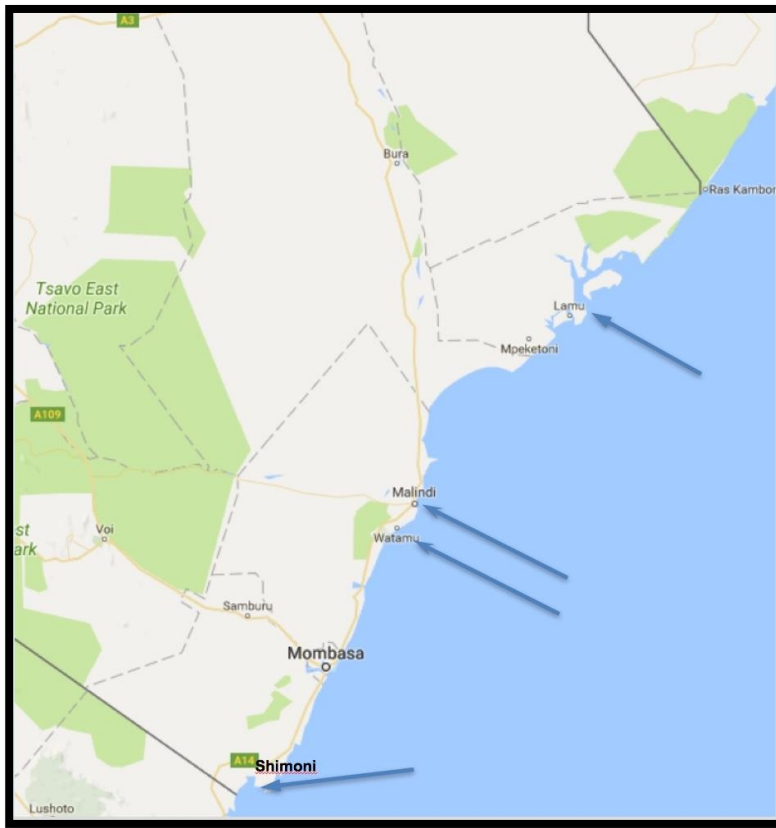 A3
Bura
Ras Kambon
Tsavo East
National Park
Lamu
Mpeketoni
A109
Malindi
st
ark
Voi
Watamu
Samburu
Mombasa
A14
Shimoni
Lushoto